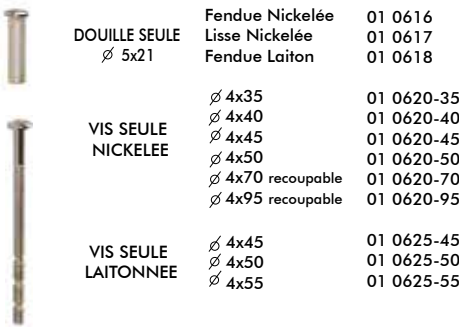 Fendue Nickelée 01 0616
DOUILLE SEULE Lisse Nickelée 01 0617
⌀ 5x21 Fendue Laiton 01 0618
⌀ 4x35 01 0620-35
⌀ 4x40 01 0620-40
VIS SEULE ⌀ 4x45 01 0620-45
NICKELEE ⌀ 4x50 01 0620-50
⌀ 4x70 recoupable 01 0620-70
⌀ 4x95 recoupable 01 0620-95
VIS SEULE ⌀ 4x45 01 0625-45
LAITONNEE ⌀ 4x50 01 0625-50
⌀ 4x55 01 0625-55